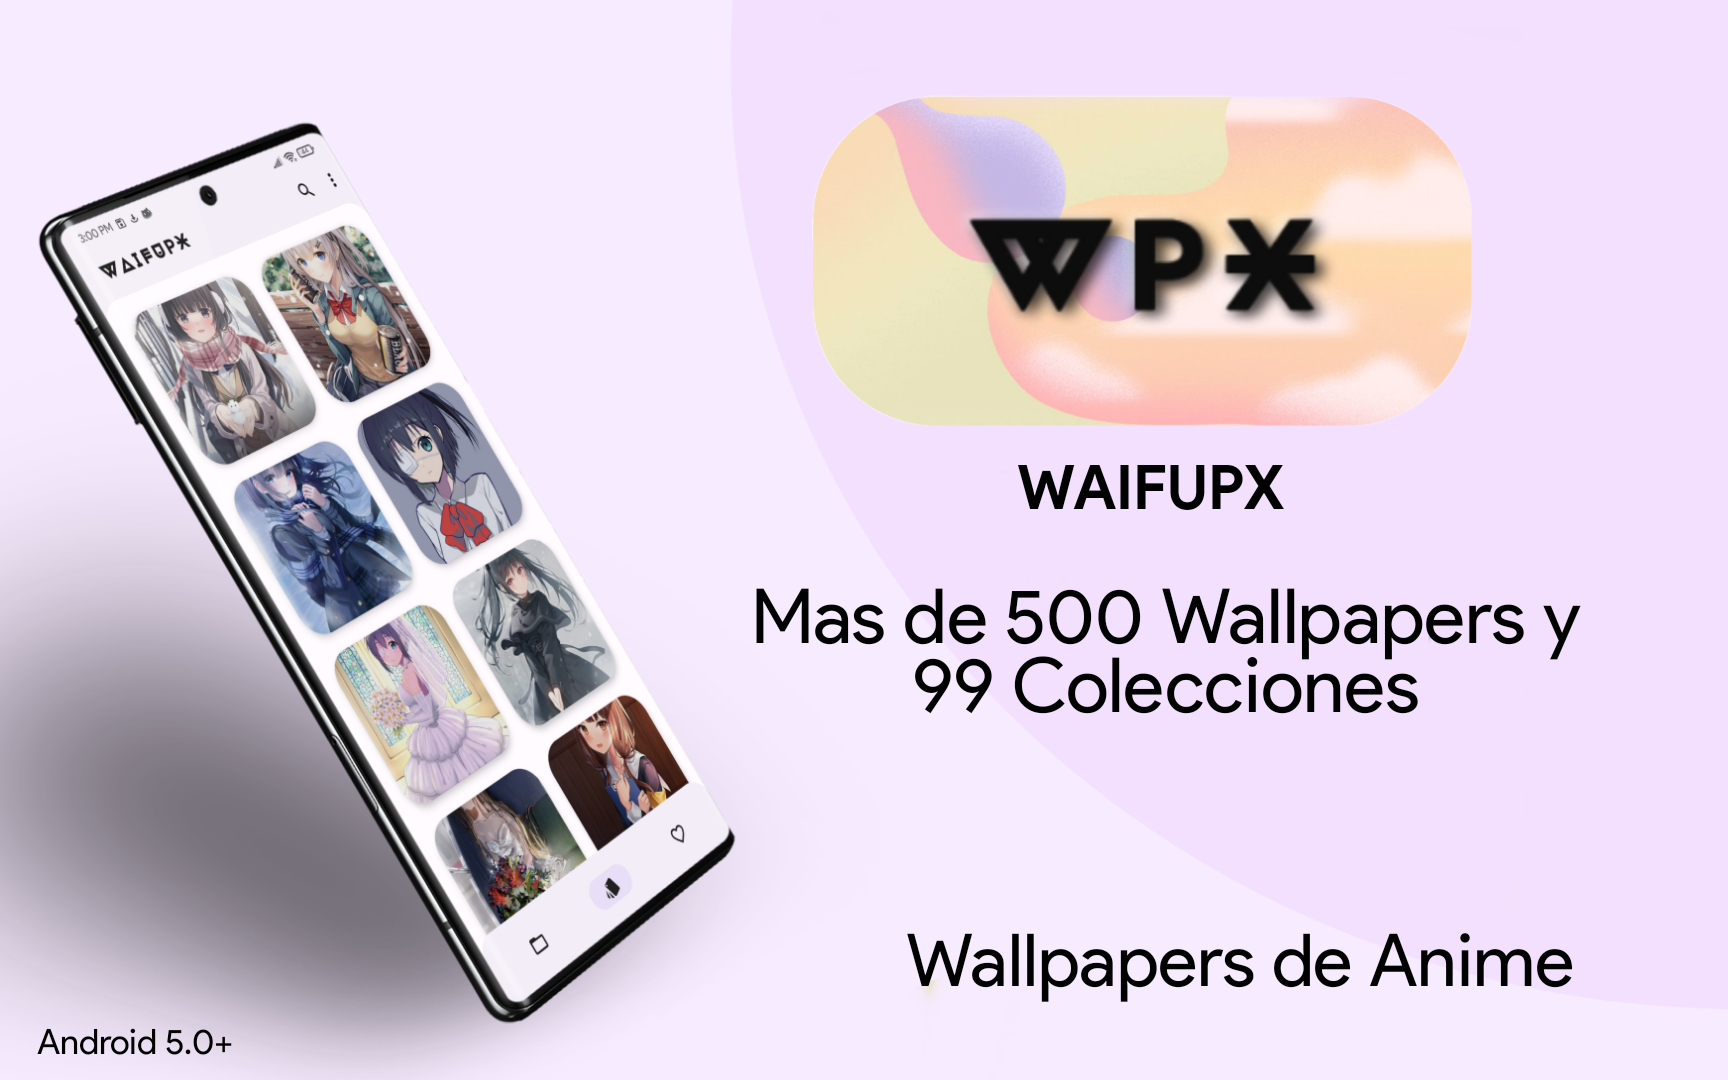 3:00 PM
WAIFUPX
WPX
WAIFUPX
Mas de 500 Wallpapers y
99 Colecciones
Wallpapers de Anime
Android 5.0+